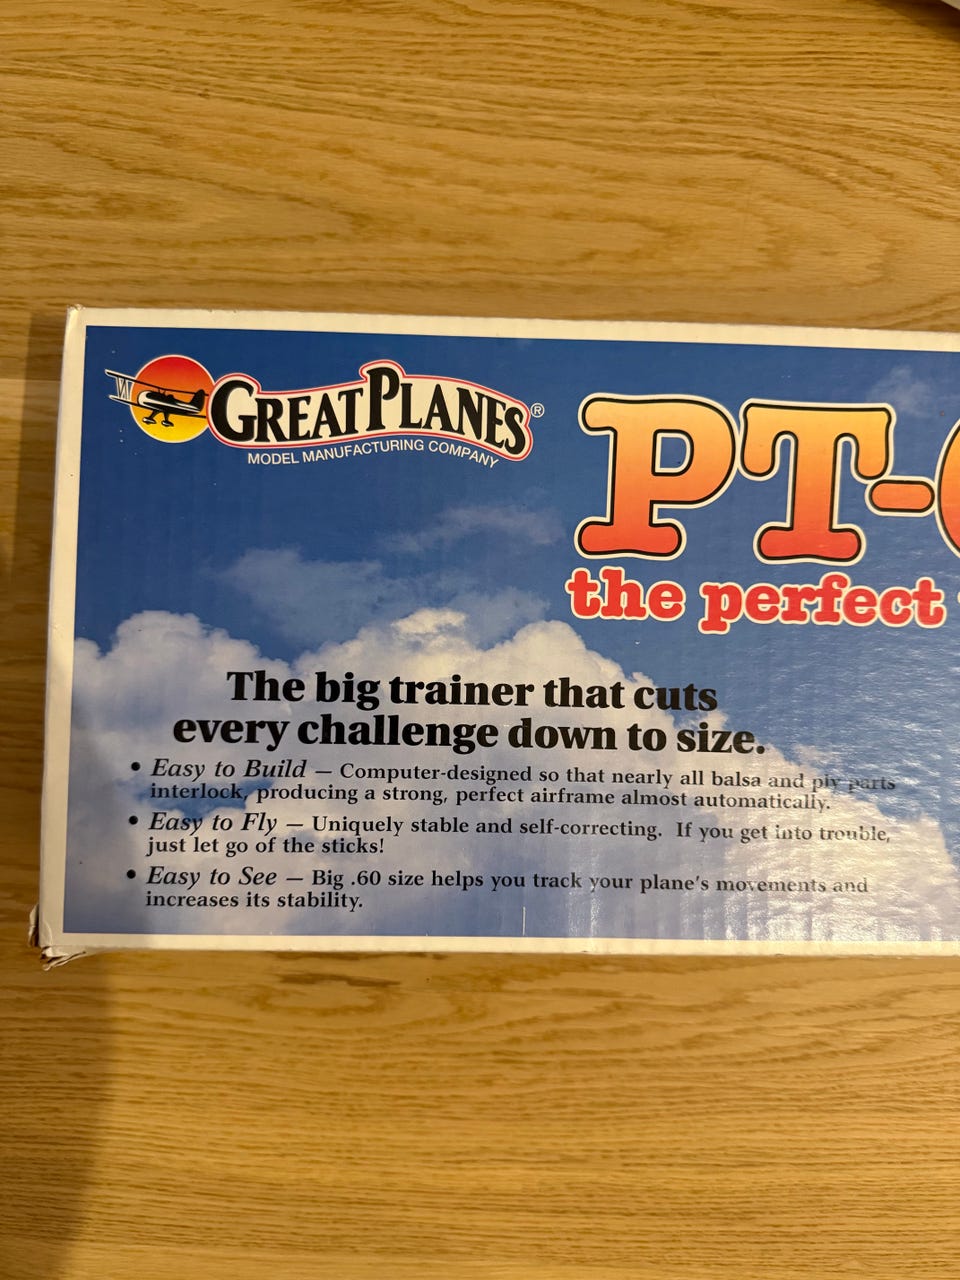 GREAT PLANES®
MODEL MANUFACTURING COMPANY
PT-
the perfect
The big trainer that cuts
every challenge down to size.
• Easy to Build — Computer-designed so that nearly all balsa and ply parts
interlock, producing a strong, perfect airframe almost automatically.
• Easy to Fly — Uniquely stable and self-correcting. If you get into trouble,
just let go of the sticks!
• Easy to See — Big .60 size helps you track your plane's movements and
increases its stability.